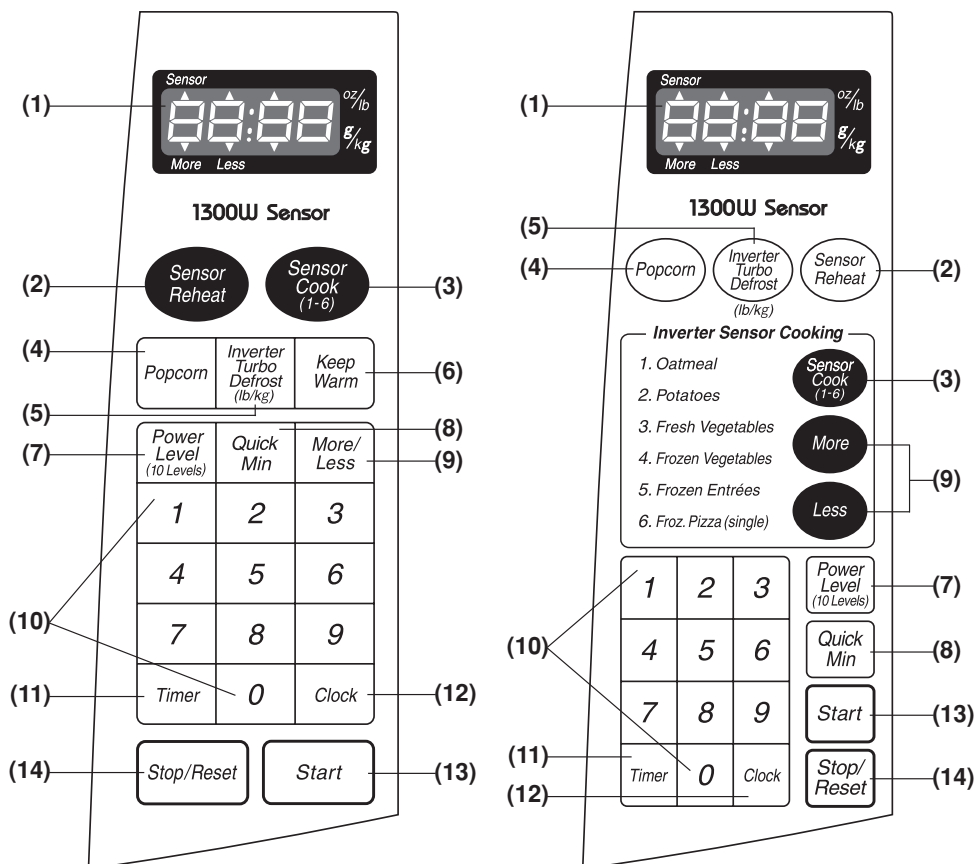 Sensor
(1)
88:88
oz/lb
g/kg
More Less
1300W Sensor
(2)
Sensor
Reheat
Sensor
Cook
(1-6)
(3)
(4)
Popcorn
Inverter
Turbo
Defrost
(lb/kg)
Keep
Warm
(6)
(5)
(8)
(7)
Power
Level
(10 Levels)
Quick
Min
More/
Less
(9)
1 2 3
4 5 6
(10)
7 8 9
(11)
Timer 0 Clock
(12)
(14)
Stop/Reset
Start
(13)
Sensor
(1)
88:88
oz/lb
g/kg
More Less
1300W Sensor
(5)
(4)
Popcorn
Inverter
Turbo
Defrost
(lb/kg)
Sensor
Reheat
(2)
Inverter Sensor Cooking
1. Oatmeal
2. Potatoes
3. Fresh Vegetables
4. Frozen Vegetables
5. Frozen Entrées
6. Froz. Pizza (single)
Sensor
Cook
(1-6)
(3)
More
Less
(9)
1 2 3
4 5 6
7 8 9
Timer 0 Clock
(10)
(11)
(12)
Power
Level
(10 Levels)
(7)
Quick
Min
(8)
Start
(13)
Stop/
Reset
(14)